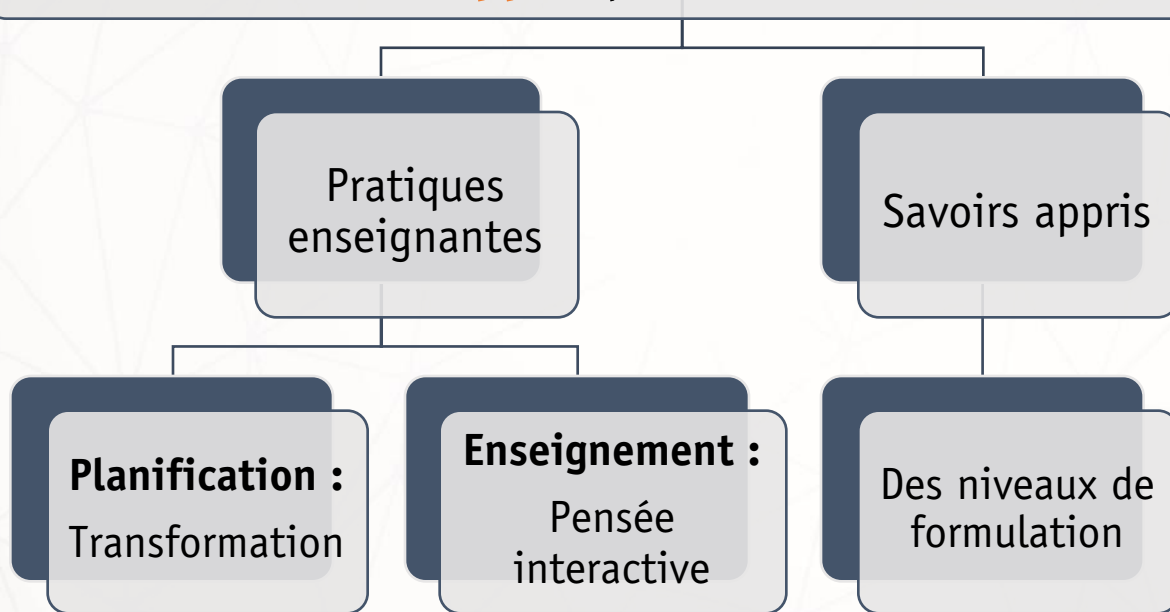 Pratiques
enseignantes
Savoirs appris
Planification :
Transformation
Enseignement :
Pensée
interactive
Des niveaux de
formulation